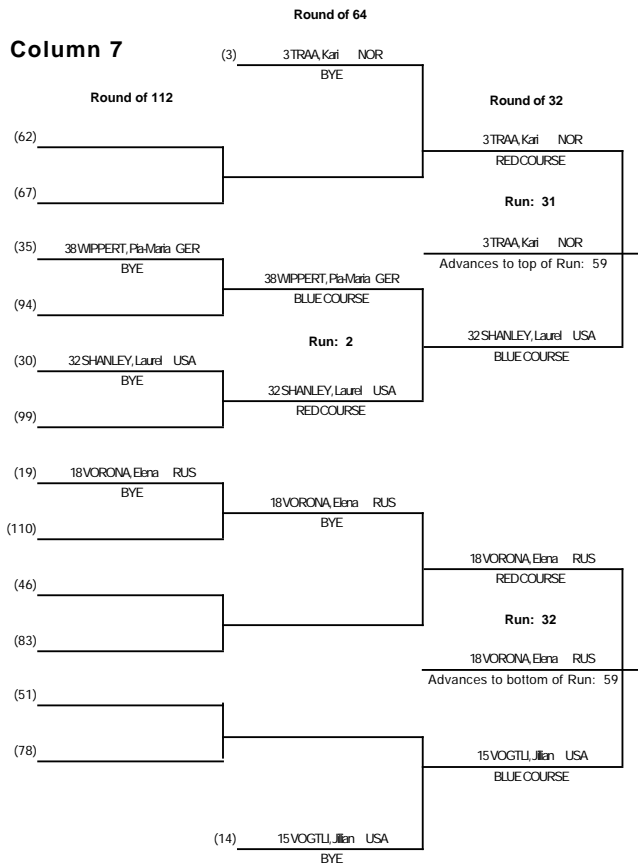 Round of 64
Column 7
(3) 3 TRAA, Kari NOR
BYE
Round of 112
Round of 32
(62)
3 TRAA, Kari NOR
RED COURSE
(67)
Run: 31
(35) 38 WIPPERT, Pia-Maria GER
BYE
3 TRAA, Kari NOR
Advances to top of Run: 59
38 WIPPERT, Pia-Maria GER
BLUE COURSE
(94)
Run: 2
32 SHANLEY, Laurel USA
BLUE COURSE
(30) 32 SHANLEY, Laurel USA
BYE
32 SHANLEY, Laurel USA
RED COURSE
(99)
(19) 18 VORONA, Elena RUS
BYE
18 VORONA, Elena RUS
BYE
(110)
18 VORONA, Elena RUS
RED COURSE
(46)
Run: 32
(83)
18 VORONA, Elena RUS
Advances to bottom of Run: 59
(51)
(78)
15 VOGTLI, Jillian USA
BLUE COURSE
(14) 15 VOGTLI, Jillian USA
BYE